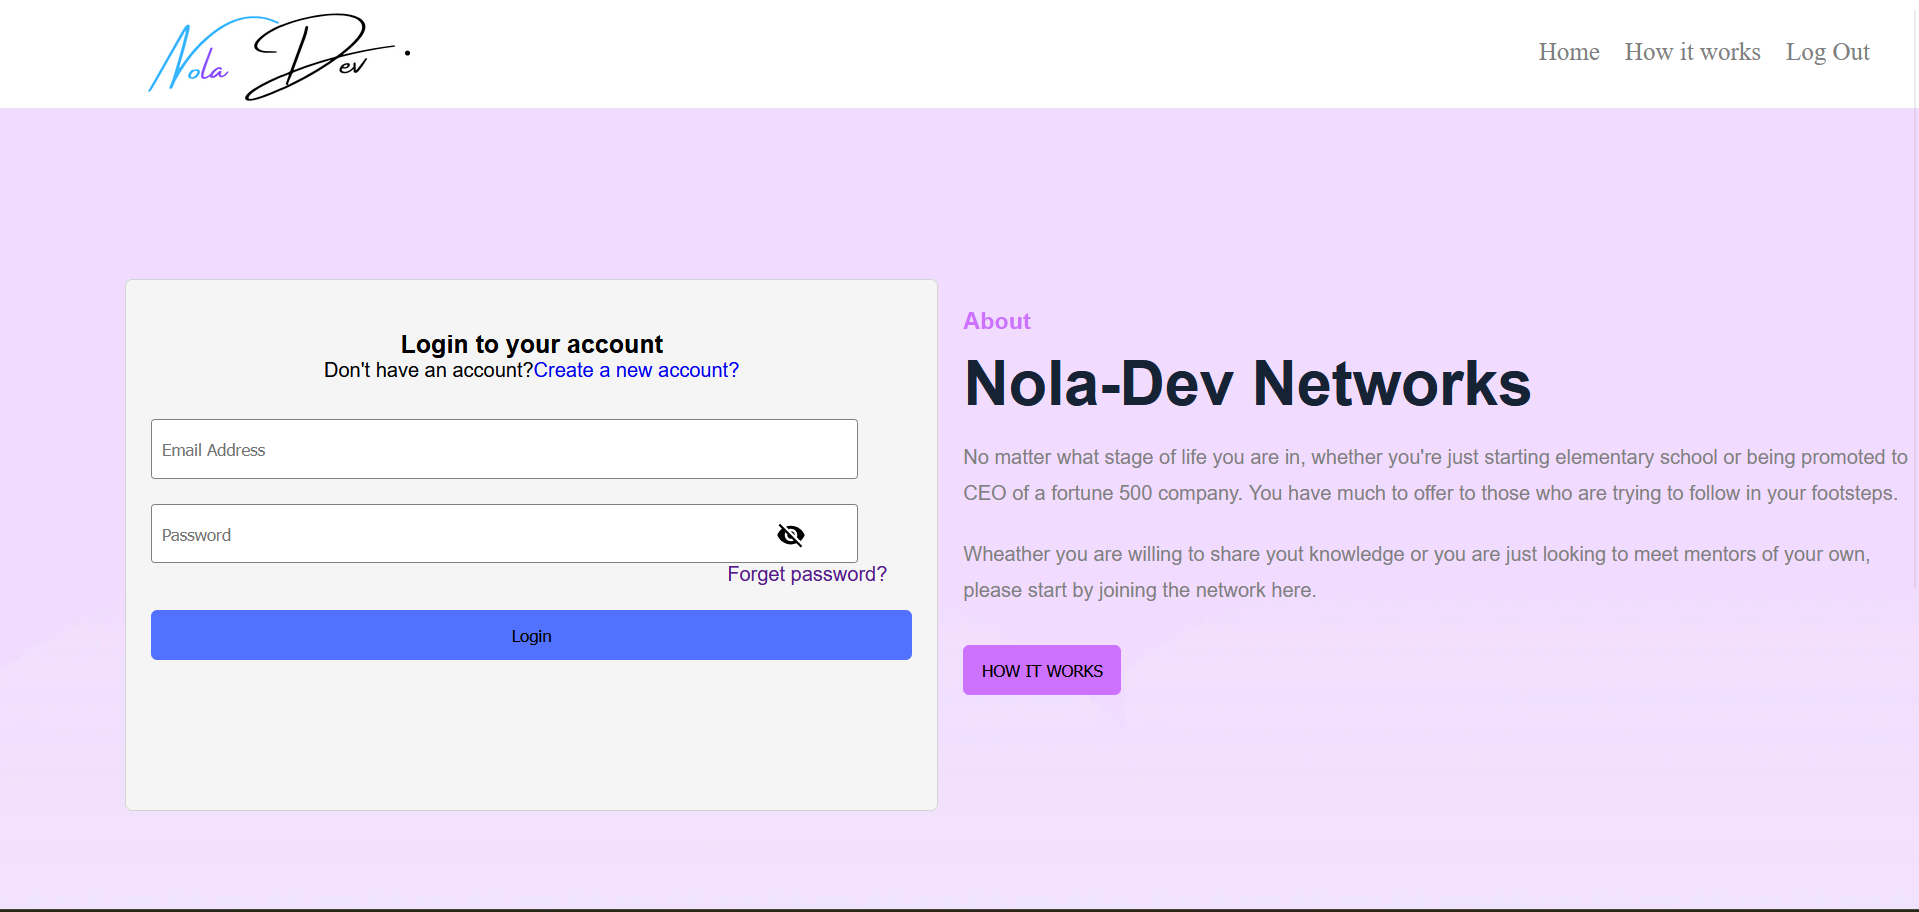 Nola Dev .
Home How it works Log Out
Login to your account
Don't have an account?Create a new account?
Email Address
Password
Forget password?
Login
About
Nola-Dev Networks
No matter what stage of life you are in, whether you're just starting elementary school or being promoted to
CEO of a fortune 500 company. You have much to offer to those who are trying to follow in your footsteps.
Wheather you are willing to share yout knowledge or you are just looking to meet mentors of your own,
please start by joining the network here.
HOW IT WORKS